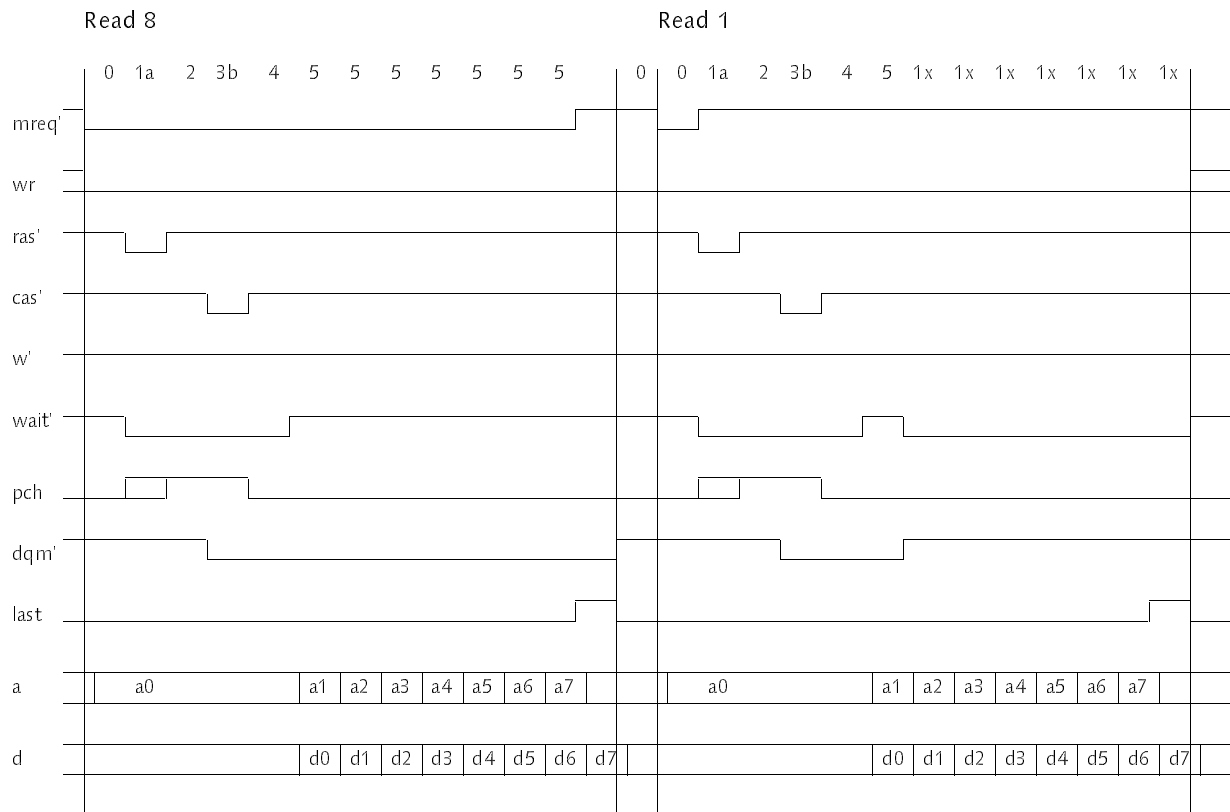 Read 8 Read 1
0 1a 2 3b 4 5 5 5 5 5 5 5 0 0 1a 2 3b 4 5 1x 1x 1x 1x 1x 1x 1x
mreq'
wr
ras'
cas'
w'
wait'
pch
dqm'
last
a a0 a1 a2 a3 a4 a5 a6 a7 a0 a1 a2 a3 a4 a5 a6 a7
d d0 d1 d2 d3 d4 d5 d6 d7 d0 d1 d2 d3 d4 d5 d6 d7